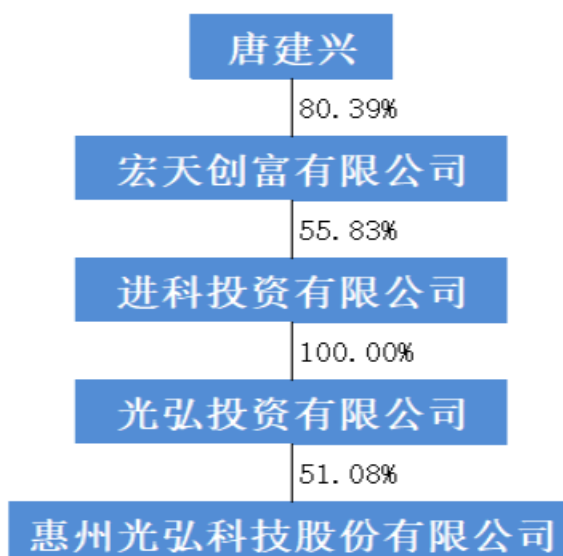 唐建兴
80.39%
宏天创富有限公司
55.83%
进科投资有限公司
100.00%
光弘投资有限公司
51.08%
惠州光弘科技股份有限公司